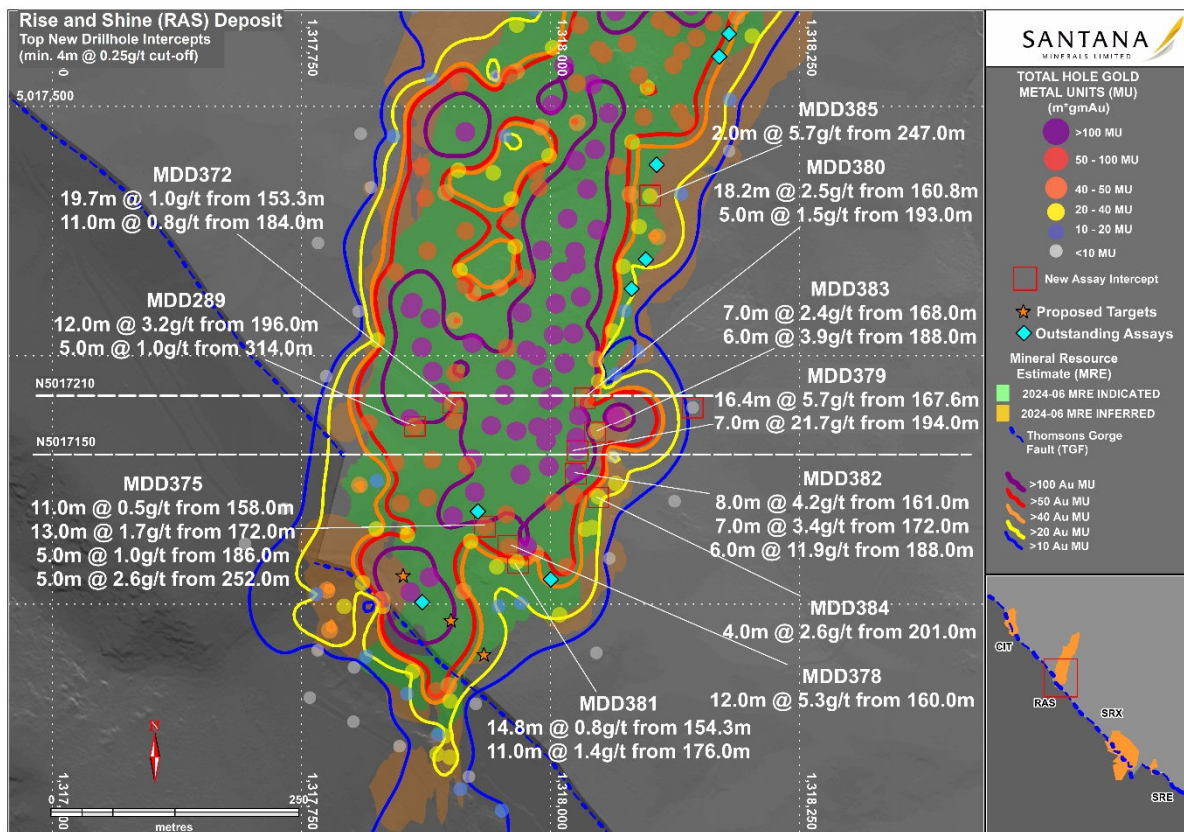 Rise and Shine (RAS) Deposit
Top New Drillhole Intercepts
(min. 4m @ 0.25g/t cut-off)
1,317,750
1,318,000
1,318,250
5,017,500
MDD385
2.0m @ 5.7g/t from 247.0m
MDD380
18.2m @ 2.5g/t from 160.8m
5.0m @ 1.5g/t from 193.0m
MDD372
19.7m @ 1.0g/t from 153.3m
11.0m @ 0.8g/t from 184.0m
MDD289
12.0m @ 3.2g/t from 196.0m
5.0m @ 1.0g/t from 314.0m
MDD383
7.0m @ 2.4g/t from 168.0m
6.0m @ 3.9g/t from 188.0m
N5017210
MDD379
16.4m @ 5.7g/t from 167.6m
7.0m @ 21.7g/t from 194.0m
N5017150
MDD375
11.0m @ 0.5g/t from 158.0m
13.0m @ 1.7g/t from 172.0m
5.0m @ 1.0g/t from 186.0m
5.0m @ 2.6g/t from 252.0m
MDD382
8.0m @ 4.2g/t from 161.0m
7.0m @ 3.4g/t from 172.0m
6.0m @ 11.9g/t from 188.0m
MDD384
4.0m @ 2.6g/t from 201.0m
MDD378
12.0m @ 5.3g/t from 160.0m
MDD381
14.8m @ 0.8g/t from 154.3m
11.0m @ 1.4g/t from 176.0m
N
0
250
metres
1,317,750
1,318,000
1,318,250
SANTANA
MINERALS LIMITED
TOTAL HOLE GOLD
METAL UNITS (MU)
(m*gmAu)
>100 MU
50 - 100 MU
40 - 50 MU
20 - 40 MU
10 - 20 MU
<10 MU
New Assay Intercept
Proposed Targets
Outstanding Assays
Mineral Resource
Estimate (MRE)
2024-06 MRE INDICATED
2024-06 MRE INFERRED
Thomsons Gorge
Fault (TGF)
>100 Au MU
>50 Au MU
>40 Au MU
>20 Au MU
>10 Au MU
CIT
RAS
SRX
SRE